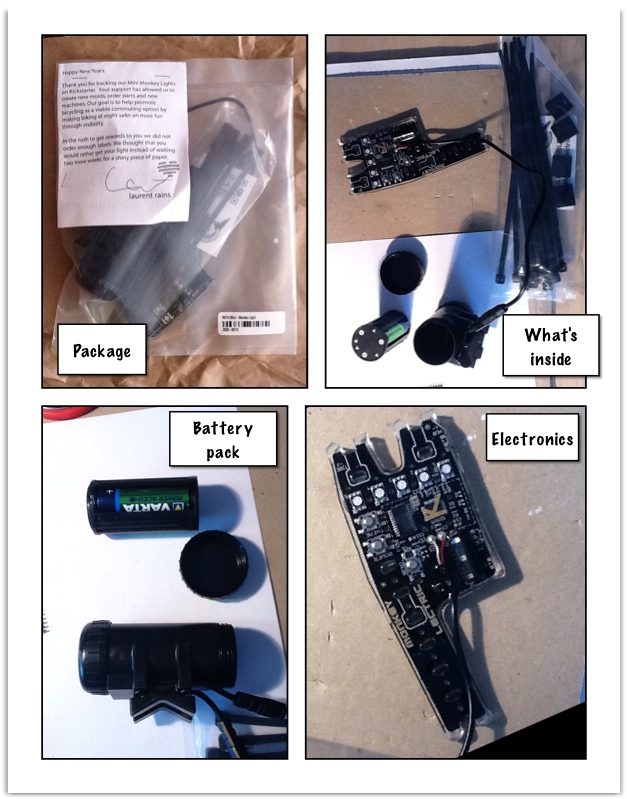 Happy New Years,
Thank you for backing our Mini Monkey Lights
on Kickstarter. Your support has allowed us to
create new molds, order parts and new
machines. Our goal is to help promote
bicycling as a viable commuting option by
making biking at night safer an more fun
through visibility.
In the rush to get rewards to you we did not
order enough labels. We thought that you
would rather get your light instead of waiting
two more weeks for a shiny piece of paper.
laurent rains
Package
What's
inside
Battery
pack
VARTA
Electronics
POWER
THEME
MONKEY
LECTRIC